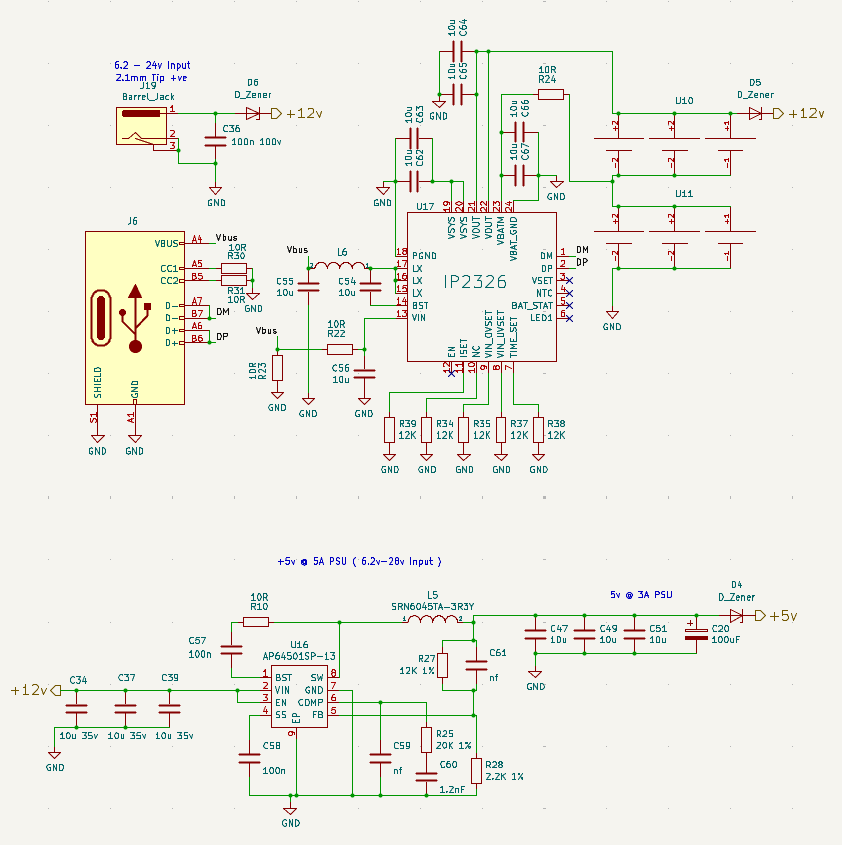 6.2 - 24v Input
2.1mm Tip +ve
J19
Barrel_Jack
1
2
3
C36
100n 100v
GND
D6
D_Zener
+12v
10u C64
10u C65
GND
10u C63
10u C62
GND
10R
R24
10u C66
10u C67
GND
D5
D_Zener
+12v
U10
+2 +2 +1
-2 -2 -1
U11
+2 +2 +1
-2 -2 -1
GND
J6
VBUS A4 Vbus
CC1 A5
CC2 B5
10R
R30
R31
10R
GND
D- A7
D- B7 DM
D+ A6
D+ B6 DP
SHIELD
GND
S1
A1
GND
GND
U17
IP2326
19 VSYS
20 VSYS
21 VOUT
22 VOUT
23 VBATM
24 VBAT_GND
18 PGND
17 LX
16 LX
15 LX
14 BST
13 VIN
DM 1 DM
DP 2 DP
VSET 3
NTC 4
BAT_STAT 5
LED1 6
12 EN
11 ISET
10 NC
9 VIN_OVSET
8 VIN_UVSET
7 TIME_SET
Vbus
L6
2 1
C55
10u
C54
10u
Vbus
10R
R22
10R
R23
C56
10u
GND
GND
GND
R39
12K
R34
12K
R35
12K
R37
12K
R38
12K
GND
GND
GND
GND
GND
+5v @ 5A PSU ( 6.2v-28v Input )
5v @ 3A PSU
10R
R10
C57
100n
U16
AP64501SP-13
1 BST
2 VIN
3 EN
4 SS
SW 8
GND 7
COMP 6
FB 5
EP
9
L5
SRN6045TA-3R3Y
1 2
R27
12K 1%
C61
nf
C47
10u
C49
10u
C51
10u
+
C20
100uF
GND
D4
D_Zener
+5v
+12v
C34
10u 35v
C37
10u 35v
C39
10u 35v
GND
C58
100n
C59
nf
R25
20K 1%
C60
1.2nF
R28
2.2K 1%
GND